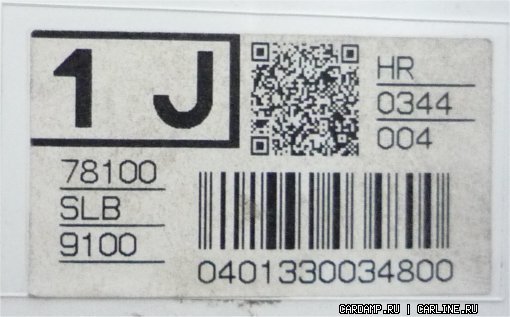 1 J
HR
0344
004
78100
SLB
9100
0401330034800
CARDAMP.RU | CARLINE.RU